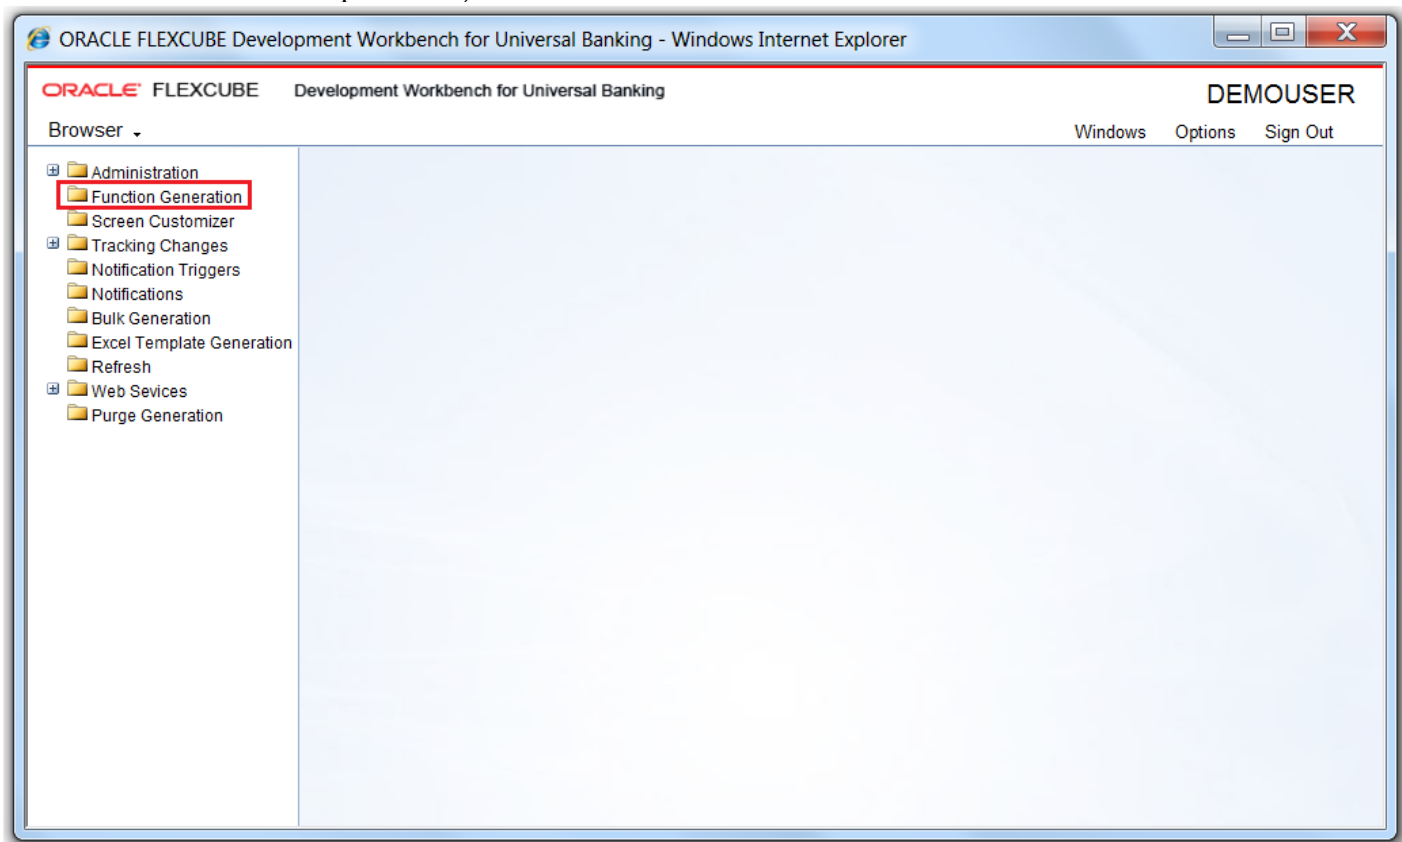 ORACLE FLEXCUBE Development Workbench for Universal Banking - Windows Internet Explorer
ORACLE FLEXCUBE Development Workbench for Universal Banking DEMOUSER
Browser Windows Options Sign Out
Administration
Function Generation
Screen Customizer
Tracking Changes
Notification Triggers
Notifications
Bulk Generation
Excel Template Generation
Refresh
Web Sevices
Purge Generation